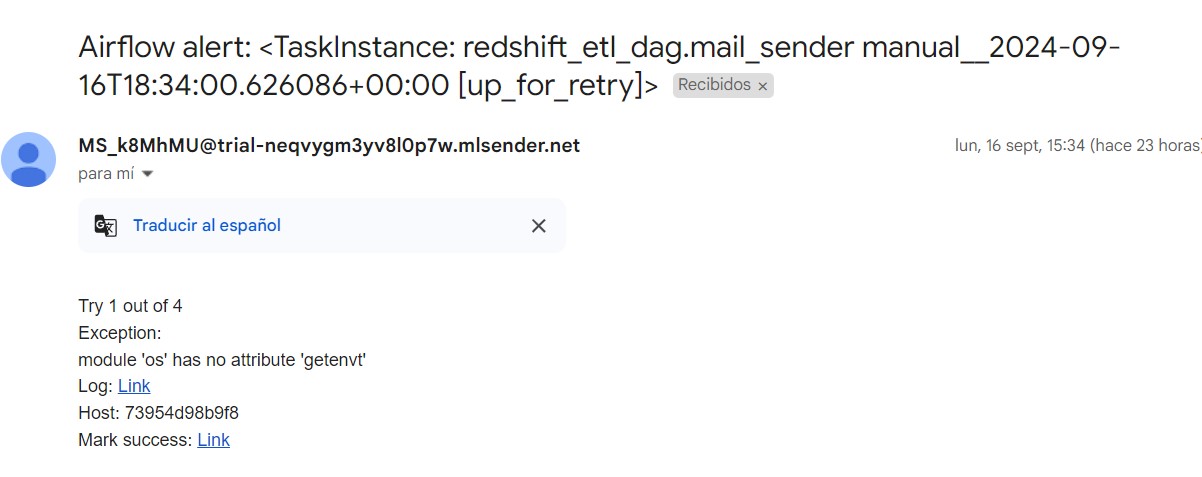 Airflow alert: <TaskInstance: redshift_etl_dag.mail_sender manual__2024-09-
16T18:34:00.626086+00:00 [up_for_retry]> Recibidos ×
MS_k8MhMU@trial-neqvygm3yv8l0p7w.mlsender.net lun, 16 sept, 15:34 (hace 23 horas)
para mí
Traducir al español
Try 1 out of 4
Exception:
module 'os' has no attribute 'getenvt'
Log: Link
Host: 73954d98b9f8
Mark success: Link